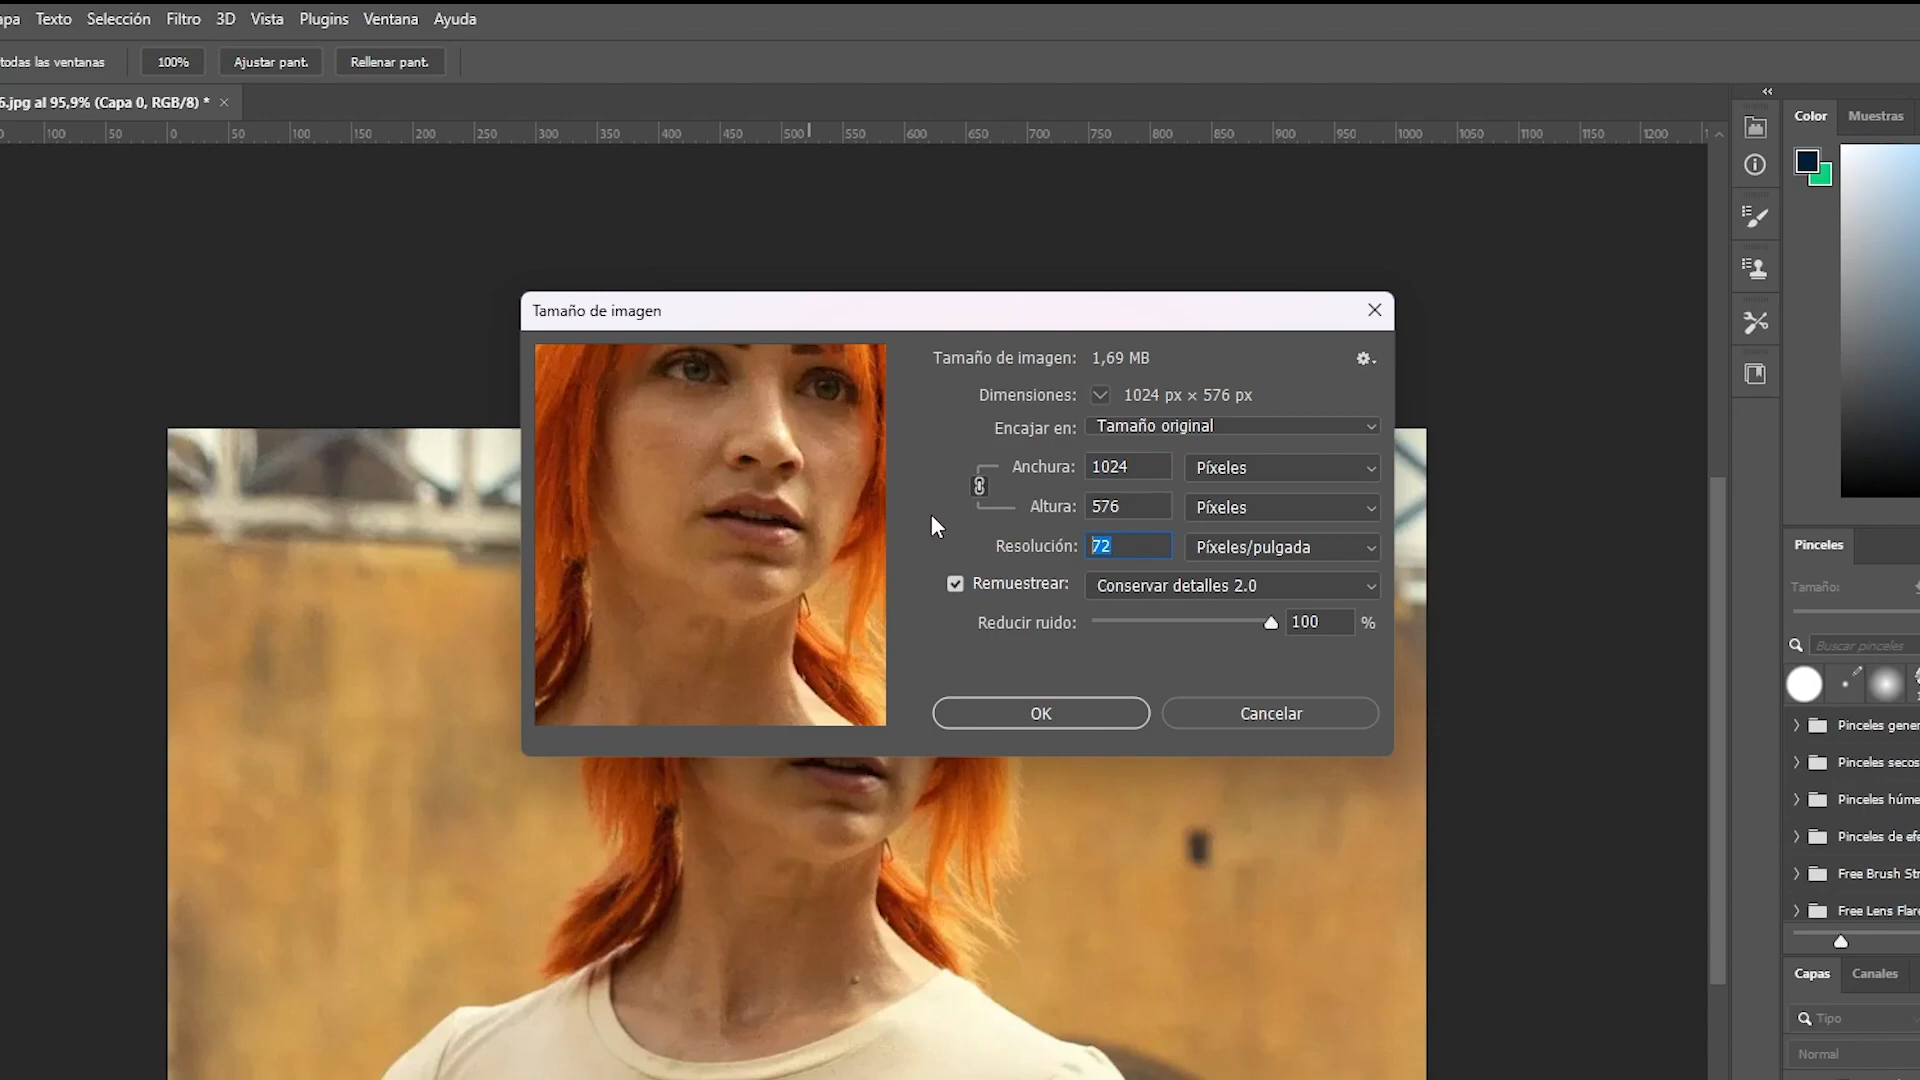 Texto Selección Filtro 3D Vista Plugins Ventana Ayuda
todas las ventanas 100% Ajustar pant. Rellenar pant.
6.jpg al 95,9% (Capa 0, RGB/8) * ×
100 50 0 50 100 150 200 250 300 350 400 450 500 550 600 650 700 750 800 850 900 950 1000 1050 1100 1150 1200
Color Muestras
Tamaño de imagen
Tamaño de imagen: 1,69 MB
Dimensiones: 1024 px × 576 px
Encajar en: Tamaño original
Anchura: 1024 Píxeles
Altura: 576 Píxeles
Resolución: 72 Píxeles/pulgada
Remuestrear: Conservar detalles 2.0
Reducir ruido: 100 %
OK Cancelar
Pinceles
Tamaño:
Buscar pinceles
Pinceles gener
Pinceles secos
Pinceles húme
Pinceles de efe
Free Brush Str
Free Lens Flare
Capas Canales
Tipo
Normal